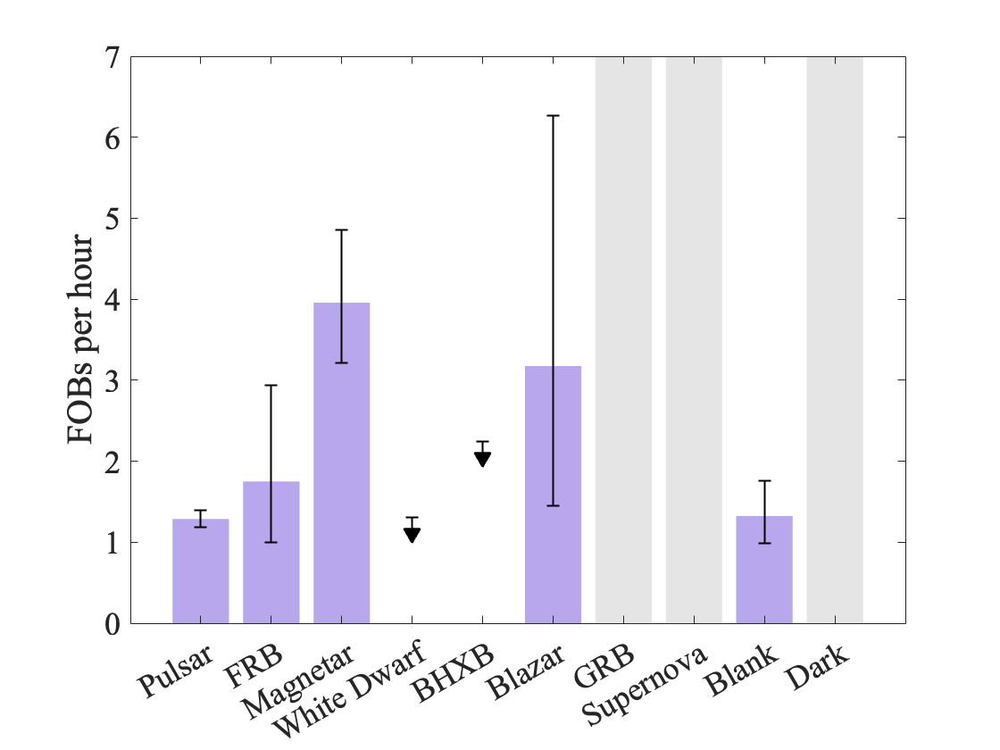 7
6
5
4
3
2
1
0
FOBs per hour
Pulsar
FRB
Magnetar
White Dwarf
BHXB
Blazar
GRB
Supernova
Blank
Dark